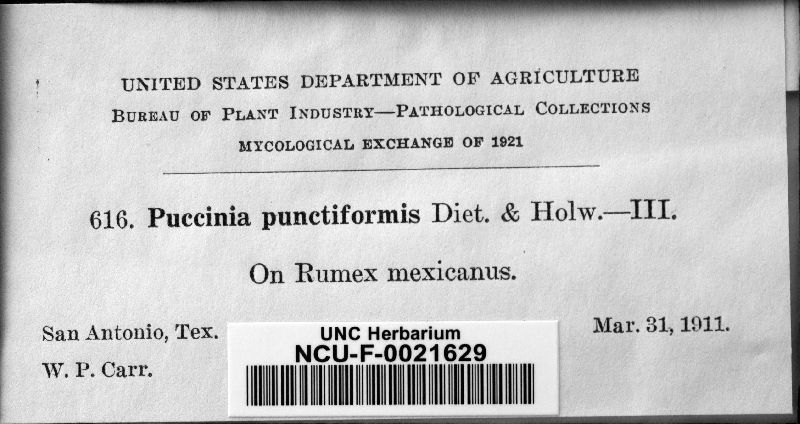 UNITED STATES DEPARTMENT OF AGRICULTURE
BUREAU OF PLANT INDUSTRY—PATHOLOGICAL COLLECTIONS
MYCOLOGICAL EXCHANGE OF 1921
616. Puccinia punctiformis Diet. & Holw.—III.
On Rumex mexicanus.
San Antonio, Tex.
Mar. 31, 1911.
W. P. Carr.
UNC Herbarium
NCU-F-0021629